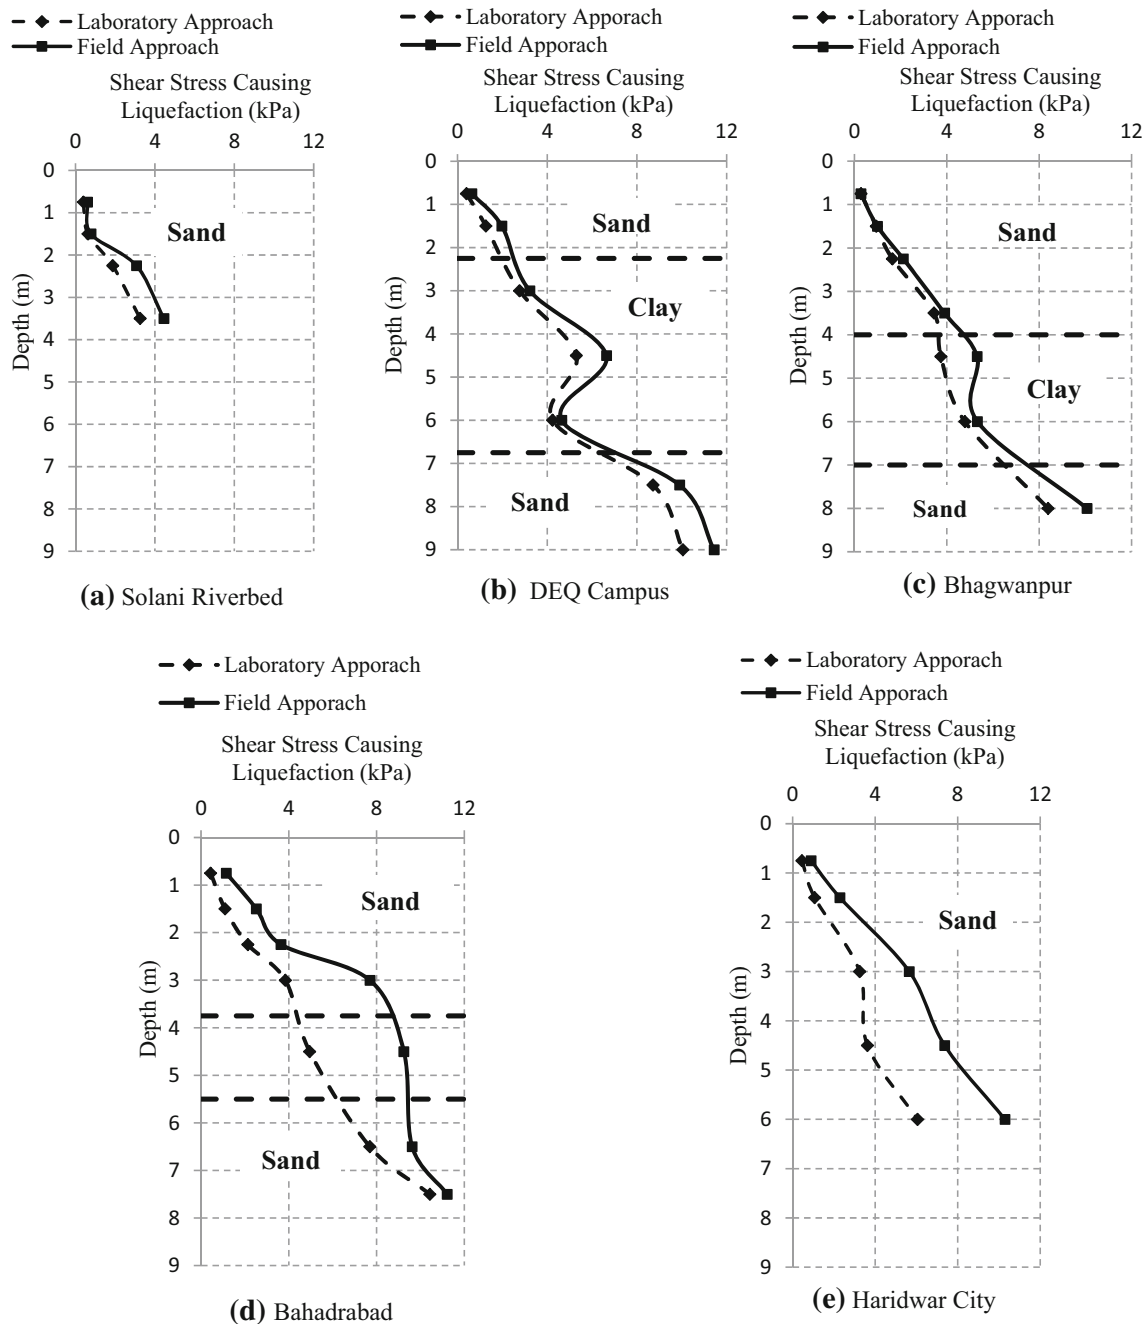 Laboratory Apporach
Field Approach
Shear Stress Causing
Liquefaction (kPa)
0 4 8 12
0
1
2
3
4
5
6
7
8
9
Depth (m)
Sand
(a) Solani Riverbed
Laboratory Apporach
Field Apporach
Shear Stress Causing
Liquefaction (kPa)
0 4 8 12
0
1
2
3
4
5
6
7
8
9
Depth (m)
Sand
Clay
Sand
(b) DEQ Campus
Laboratory Apporach
Field Apporach
Shear Stress Causing
Liquefaction (kPa)
0 4 8 12
0
1
2
3
4
5
6
7
8
9
Depth (m)
Sand
Clay
Sand
(c) Bhagwanpur
Laboratory Apporach
Field Apporach
Shear Stress Causing
Liquefaction (kPa)
0 4 8 12
0
1
2
3
4
5
6
7
8
9
Depth (m)
Sand
Sand
(d) Bahadrabad
Laboratory Apporach
Field Apporach
Shear Stress Causing
Liquefaction (kPa)
0 4 8 12
0
1
2
3
4
5
6
7
8
9
Depth (m)
Sand
(e) Haridwar City